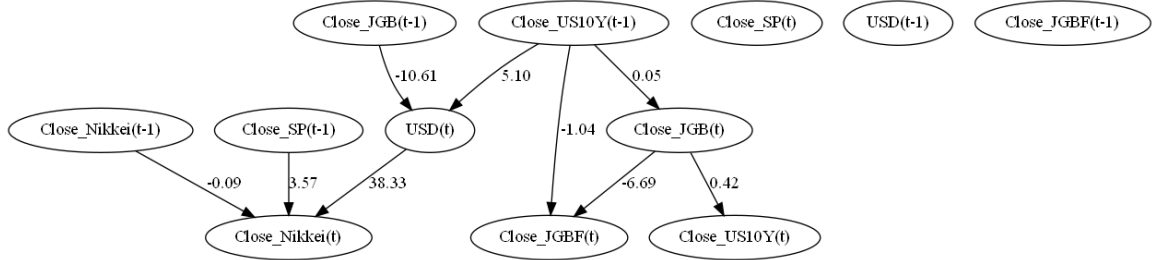 Close_JGB(t-1)
Close_US10Y(t-1)
Close_SP(t)
USD(t-1)
Close_JGBF(t-1)
-10.61
5.10
0.05
Close_Nikkei(t-1)
Close_SP(t-1)
USD(t)
-1.04
Close_JGB(t)
-0.09
3.57
38.33
-6.69
0.42
Close_Nikkei(t)
Close_JGBF(t)
Close_US10Y(t)